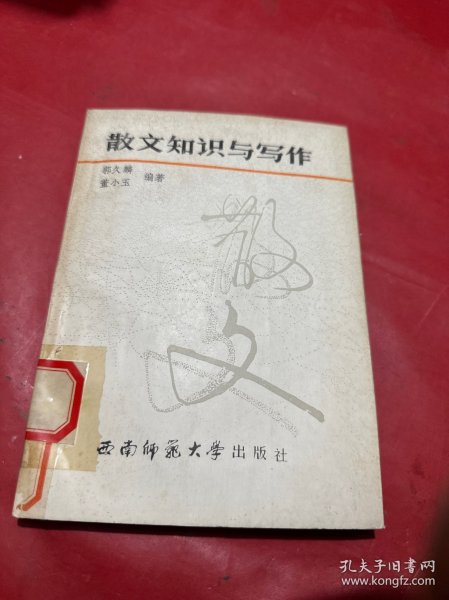 散文知识与写作
郭久麟
董小玉 编著
散文
西南师范大学出版社
孔夫子旧书网
www.kongfz.com